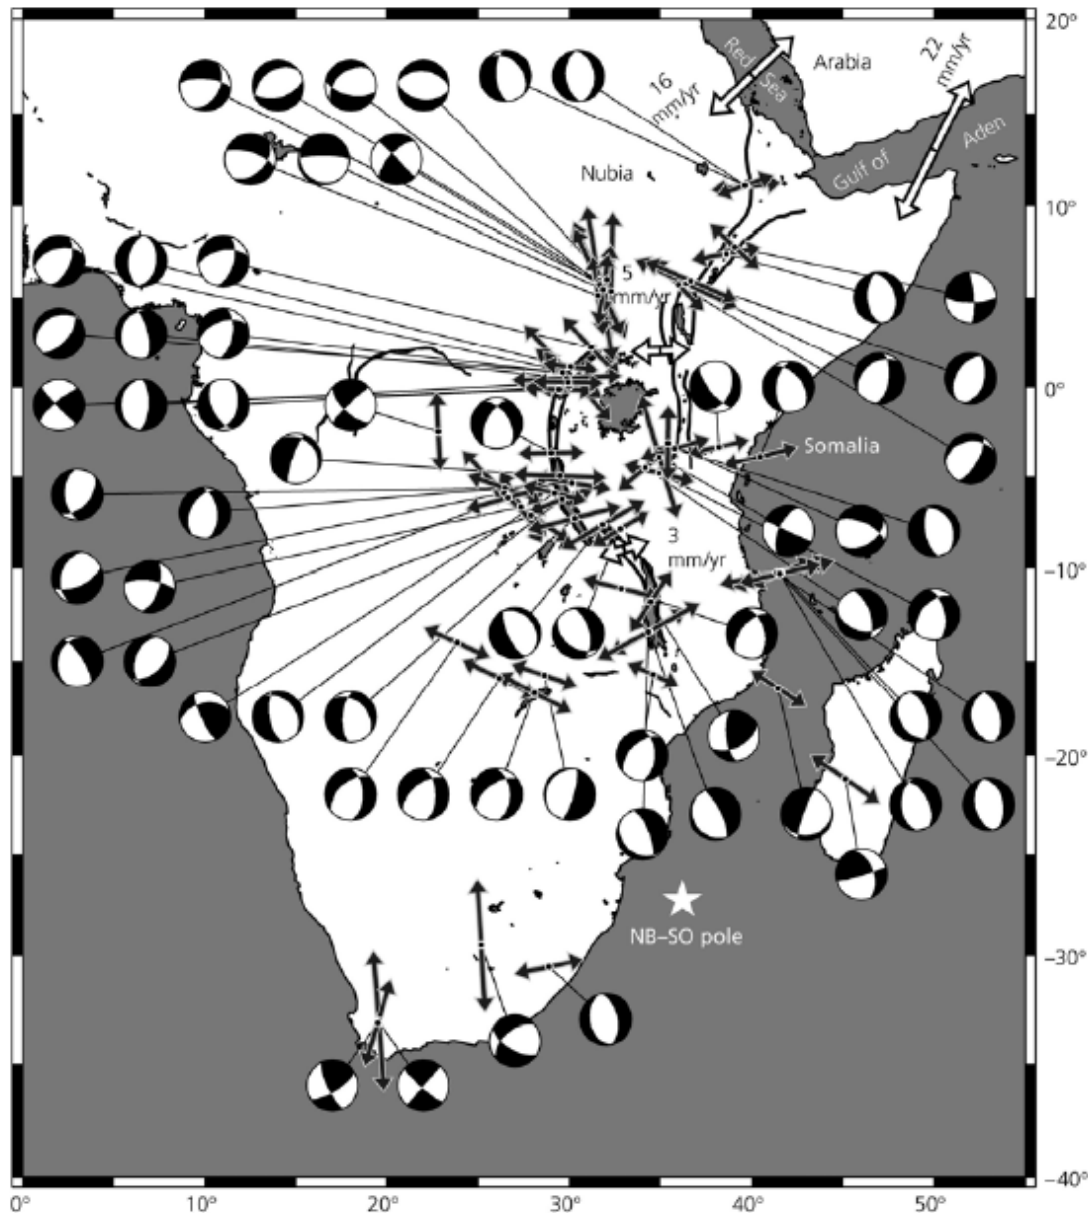 20°
Red
Sea
Arabia
22
mm/yr
16
mm/yr
Gulf of
Aden
Nubia
10°
5
mm/yr
0°
Somalia
3
mm/yr
−10°
−20°
NB–SO pole
−30°
−40°
0°
10°
20°
30°
40°
50°